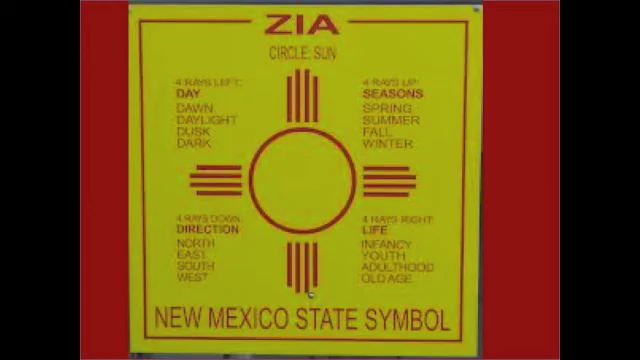 ZIA
CIRCLE: SUN
4 RAYS LEFT:
DAY
DAWN
DAYLIGHT
DUSK
DARK
4 RAYS UP:
SEASONS
SPRING
SUMMER
FALL
WINTER
4 RAYS DOWN:
DIRECTION
NORTH
EAST
SOUTH
WEST
4 RAYS RIGHT:
LIFE
INFANCY
YOUTH
ADULTHOOD
OLD AGE
NEW MEXICO STATE SYMBOL